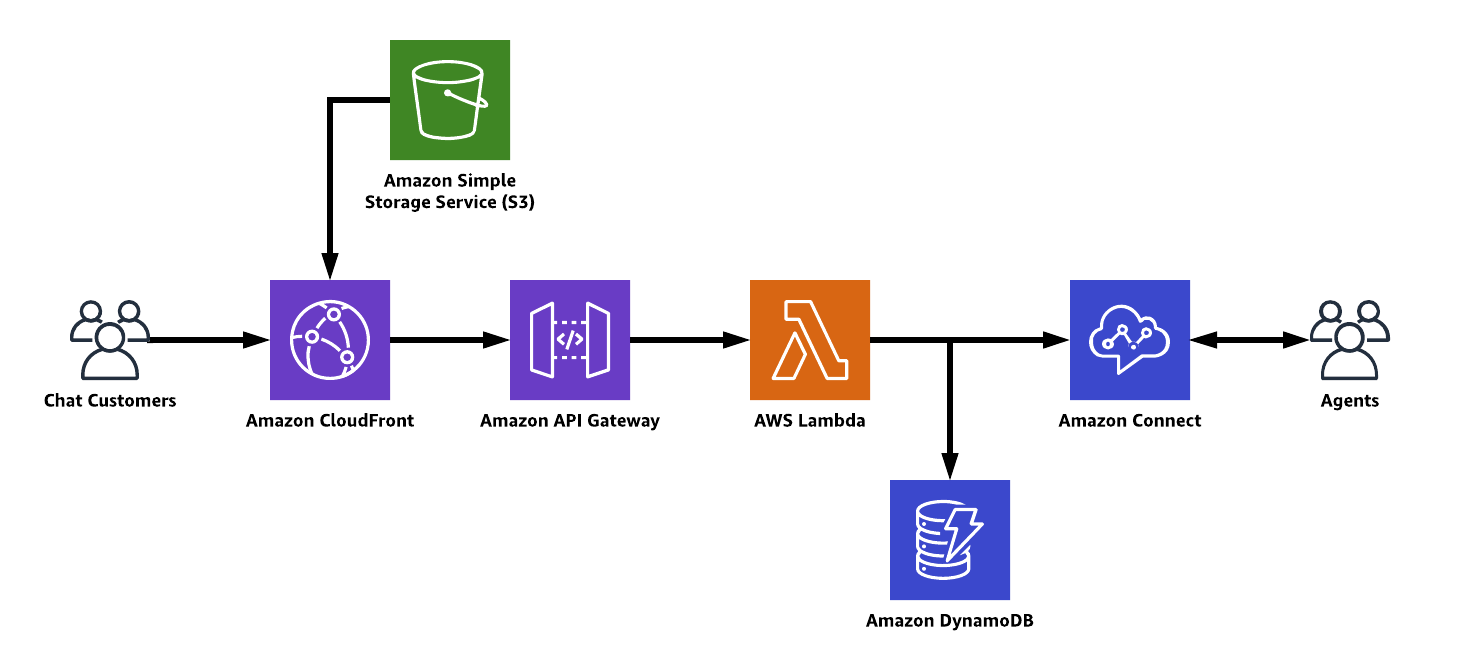 Amazon Simple
Storage Service (S3)
Chat Customers
Amazon CloudFront
</>
Amazon API Gateway
AWS Lambda
Amazon Connect
Agents
Amazon DynamoDB